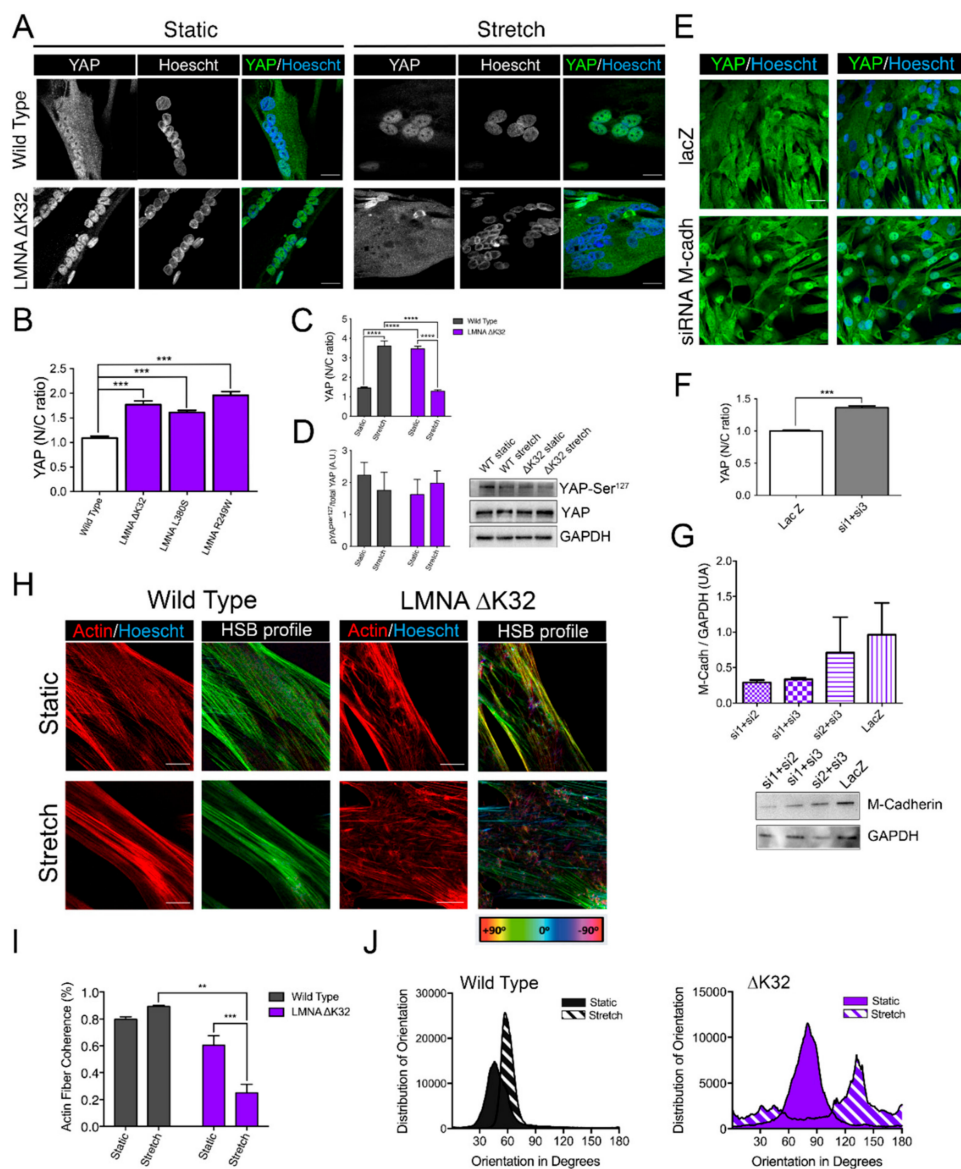 A
Static
Stretch
YAP
Hoescht
YAP/Hoescht
YAP
Hoescht
YAP/Hoescht
Wild Type
LMNA ΔK32
E
YAP/Hoescht
YAP/Hoescht
lacZ
siRNA M-cadh
B
YAP (N/C ratio)
2.5
2.0
1.5
1.0
0.5
0.0
***
***
***
Wild Type
LMNA ΔK32
LMNA L380S
LMNA R249W
C
YAP (N/C ratio)
5
4
3
2
1
0
****
****
****
****
Wild Type
LMNA ΔK32
Static
Stretch
Static
Stretch
D
pYAPser127/total YAP (A.U.)
3
2
1
0
Static
Stretch
Static
Stretch
WT static
WT stretch
ΔK32 static
ΔK32 stretch
YAP-Ser127
YAP
GAPDH
F
YAP (N/C ratio)
1.5
1.0
0.5
0.0
***
Lac Z
si1+si3
G
M-Cadh / GAPDH (UA)
2.0
1.5
1.0
0.5
0.0
si1+si2
si1+si3
si2+si3
LacZ
si1+si2
si1+si3
si2+si3
LacZ
M-Cadherin
GAPDH
H
Wild Type
LMNA ΔK32
Actin/Hoescht
HSB profile
Actin/Hoescht
HSB profile
Static
Stretch
+90º
0º
-90º
I
Actin Fiber Coherence (%)
1.0
0.8
0.6
0.4
0.2
0.0
**
***
Wild Type
LMNA ΔK32
Static
Stretch
Static
Stretch
J
Wild Type
Distribution of Orientation
30000
20000
10000
0
Static
Stretch
30
60
90
120
150
180
Orientation in Degrees
ΔK32
Distribution of Orientation
15000
10000
5000
0
Static
Stretch
30
60
90
120
150
180
Orientation in Degrees